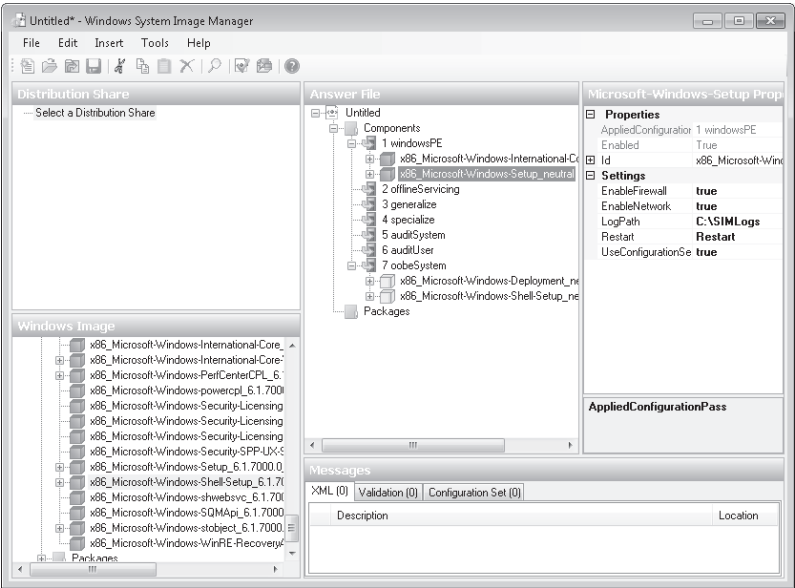 Untitled* - Windows System Image Manager
File Edit Insert Tools Help
Distribution Share
Select a Distribution Share
Answer File
Untitled
Components
1 windowsPE
x86_Microsoft-Windows-International-Co
x86_Microsoft-Windows-Setup_neutral
2 offlineServicing
3 generalize
4 specialize
5 auditSystem
6 auditUser
7 oobeSystem
x86_Microsoft-Windows-Deployment_ne
x86_Microsoft-Windows-Shell-Setup_ne
Packages
Microsoft-Windows-Setup Prop
Properties
AppliedConfiguration 1 windowsPE
Enabled True
Id x86_Microsoft-Wind
Settings
EnableFirewall true
EnableNetwork true
LogPath C:\SIMLogs
Restart Restart
UseConfigurationSe true
AppliedConfigurationPass
Windows Image
x86_Microsoft-Windows-International-Core_
x86_Microsoft-Windows-International-Core-
x86_Microsoft-Windows-PerfCenterCPL_6.
x86_Microsoft-Windows-powercpl_6.1.700
x86_Microsoft-Windows-Security-Licensing
x86_Microsoft-Windows-Security-Licensing
x86_Microsoft-Windows-Security-Licensing
x86_Microsoft-Windows-Security-SPP-UX-S
x86_Microsoft-Windows-Setup_6.1.7000.0_
x86_Microsoft-Windows-Shell-Setup_6.1.70
x86_Microsoft-Windows-shwebsvc_6.1.700
x86_Microsoft-Windows-SQMApi_6.1.7000
x86_Microsoft-Windows-stobject_6.1.7000.
x86_Microsoft-Windows-WinRE-RecoveryA
Packages
Messages
XML (0) Validation (0) Configuration Set (0)
Description Location